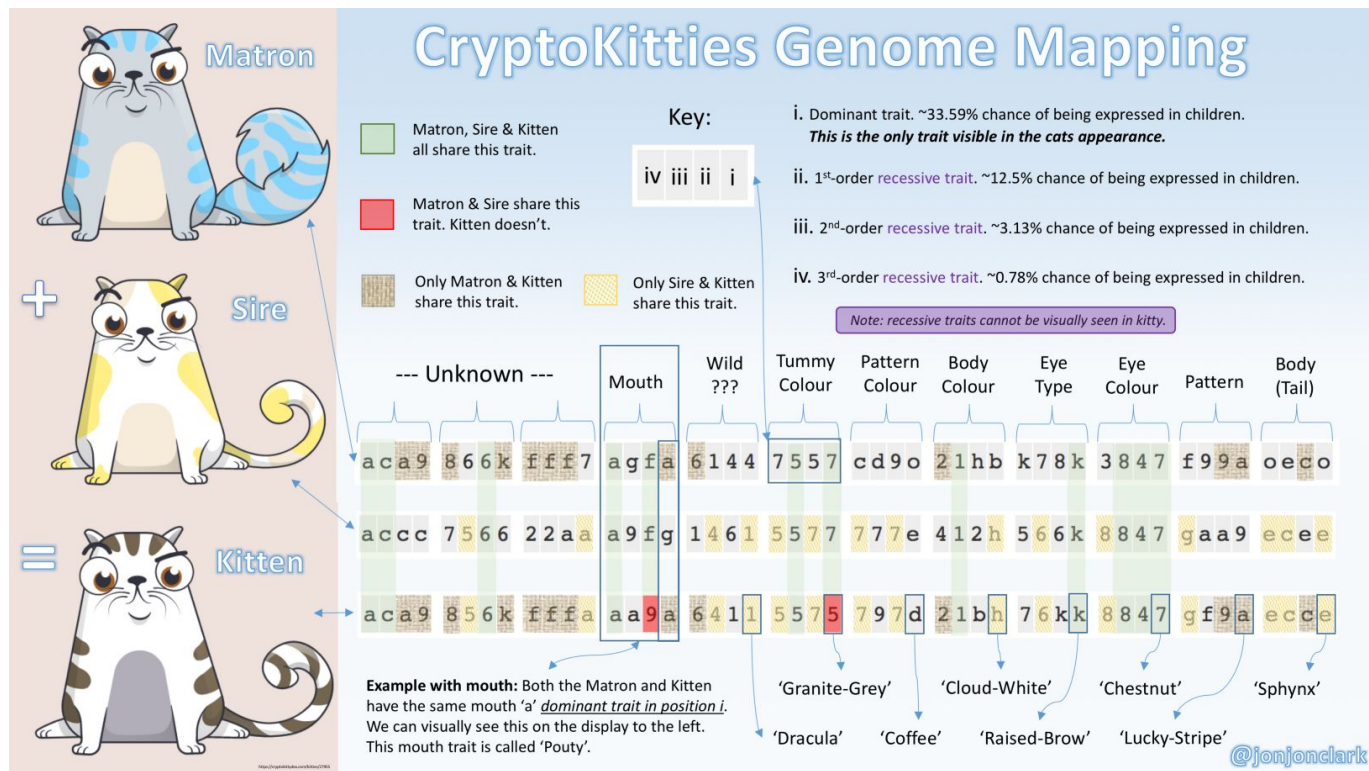 CryptoKitties Genome Mapping
Matron
Sire
Kitten
Matron, Sire & Kitten
all share this trait.
Matron & Sire share this
trait. Kitten doesn't.
Only Matron & Kitten
share this trait.
Only Sire & Kitten
share this trait.
Key:
iv iii ii i
i. Dominant trait. ~33.59% chance of being expressed in children.
This is the only trait visible in the cats appearance.
ii. 1st-order recessive trait. ~12.5% chance of being expressed in children.
iii. 2nd-order recessive trait. ~3.13% chance of being expressed in children.
iv. 3rd-order recessive trait. ~0.78% chance of being expressed in children.
Note: recessive traits cannot be visually seen in kitty.
--- Unknown ---
Mouth
Wild
???
Tummy
Colour
Pattern
Colour
Body
Colour
Eye
Type
Eye
Colour
Pattern
Body
(Tail)
aca9 866k fff7 agfa 6144 7557 cd9o 21hb k78k 3847 f99a oeco
accc 7566 22aa a9fg 1461 5577 777e 412h 566k 8847 gaa9 ecee
aca9 856k fffa aa9a 6411 5575 797d 21bh 76kk 8847 gf9a ecce
Example with mouth: Both the Matron and Kitten
have the same mouth 'a' dominant trait in position i.
We can visually see this on the display to the left.
This mouth trait is called 'Pouty'.
'Granite-Grey'
'Cloud-White'
'Chestnut'
'Sphynx'
'Dracula'
'Coffee'
'Raised-Brow'
'Lucky-Stripe'
@jonjonclark